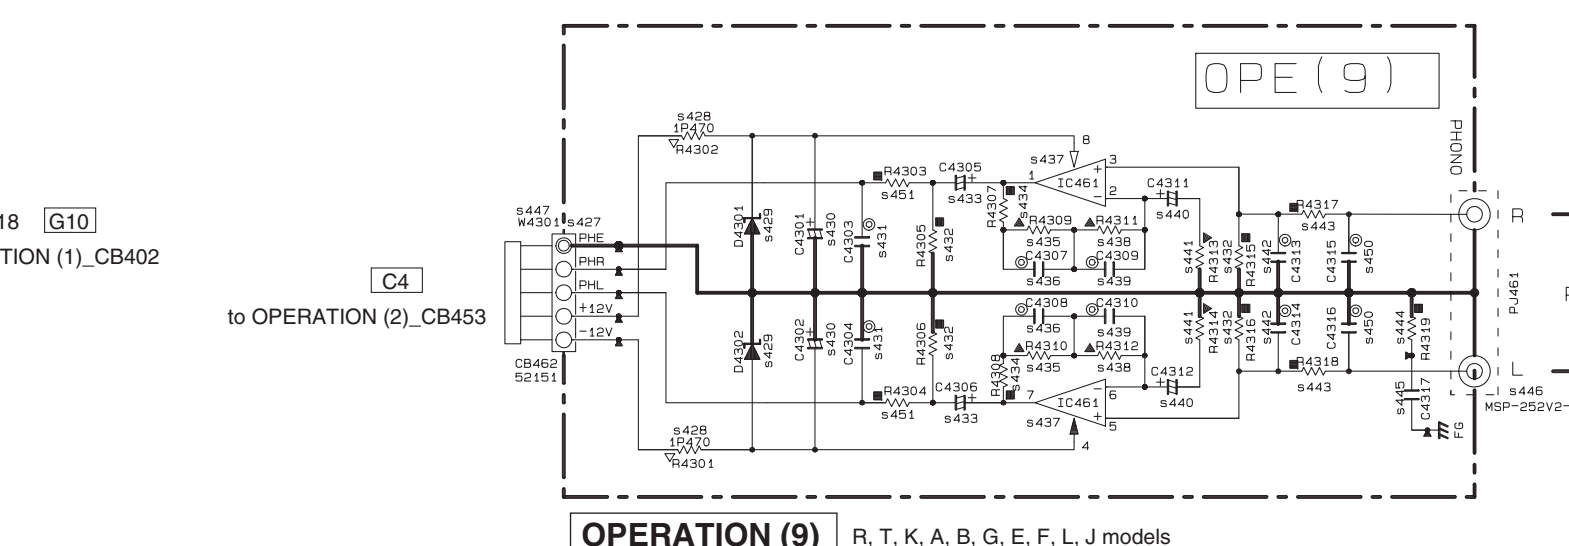 OPE(9)
18 G10
TION (1)_CB402
C4
to OPERATION (2)_CB453
s447
W4301
s427
PHE
PHR
PHL
+12V
-12V
CB462
52151
s428
1P470
R4302
D4301
s429
C4301
s430
C4303
s431
R4303
s451
R4305
s432
C4305
s433
R4307
s434
s437
8
1
IC461
3
2
+
-
R4309
s435
R4311
s438
C4307
s436
C4309
s439
C4311
s440
s441
R4313
s432
R4315
s442
C4313
R4317
s443
C4315
s450
PHONO
R
PJ461
D4302
s429
C4302
s430
C4304
s431
R4306
s432
C4308
s436
C4310
s439
R4310
s435
R4312
s438
R4308
s434
s441
R4314
s432
R4316
s442
C4314
C4316
s450
s444
R4319
R4318
s443
L
R4304
s451
C4306
s433
7
IC461
s437
-
+
6
5
4
C4312
s440
s445
C4317
FG
s446
MSP-252V2-
s428
1P470
R4301
OPERATION (9)
R, T, K, A, B, G, E, F, L, J models